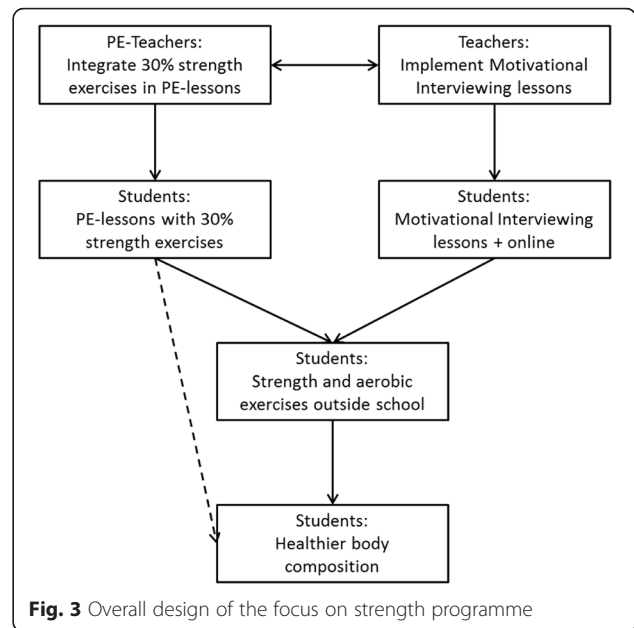 PE-Teachers:
Integrate 30% strength
exercises in PE-lessons
Teachers:
Implement Motivational
Interviewing lessons
Students:
PE-lessons with 30%
strength exercises
Students:
Motivational Interviewing
lessons + online
Students:
Strength and aerobic
exercises outside school
Students:
Healthier body
composition
Fig. 3 Overall design of the focus on strength programme